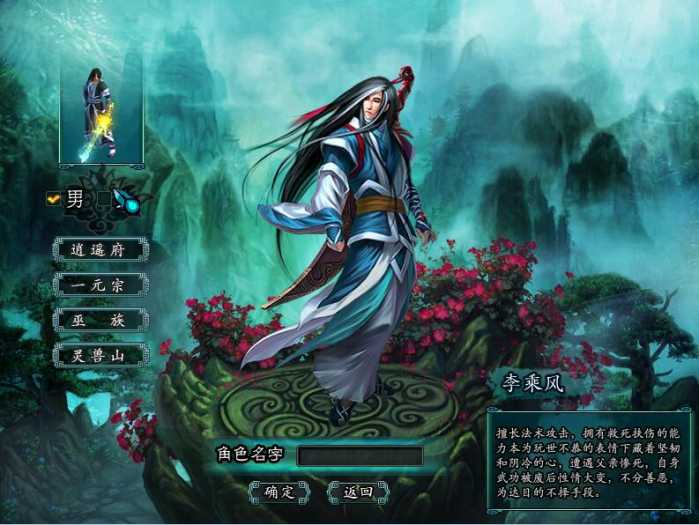 男
逍遥府
一元宗
巫 族
灵兽山
李乘风
擅长法术攻击，拥有救死扶伤的能
力本为玩世不恭的表情下藏着坚韧
和阴冷的心，遭遇父亲惨死，自身
武功被废后性情大变，不分善恶，
为达目的不择手段。
角色名字
确定
返回